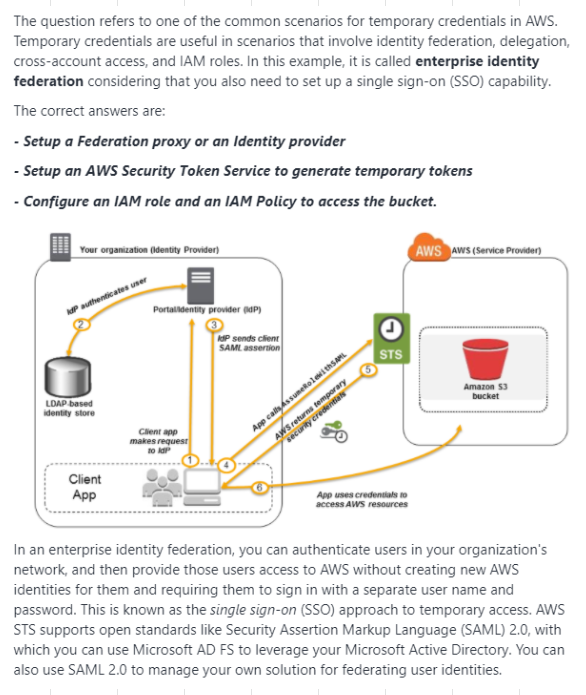 The question refers to one of the common scenarios for temporary credentials in AWS.
Temporary credentials are useful in scenarios that involve identity federation, delegation,
cross-account access, and IAM roles. In this example, it is called enterprise identity
federation considering that you also need to set up a single sign-on (SSO) capability.
The correct answers are:
- Setup a Federation proxy or an Identity provider
- Setup an AWS Security Token Service to generate temporary tokens
- Configure an IAM role and an IAM Policy to access the bucket.
Your organization (Identity Provider)
AWS
AWS (Service Provider)
IdP authenticates user
2
Portal/identity provider (IdP)
3
IdP sends client
SAML assertion
LDAP-based
identity store
Client app
makes request
to IdP
1
App calls AssumeRoleWithSAML
4
AWS returns temporary
security credentials
5
STS
Amazon S3
bucket
Client
App
6
App uses credentials to
access AWS resources
In an enterprise identity federation, you can authenticate users in your organization's
network, and then provide those users access to AWS without creating new AWS
identities for them and requiring them to sign in with a separate user name and
password. This is known as the single sign-on (SSO) approach to temporary access. AWS
STS supports open standards like Security Assertion Markup Language (SAML) 2.0, with
which you can use Microsoft AD FS to leverage your Microsoft Active Directory. You can
also use SAML 2.0 to manage your own solution for federating user identities.